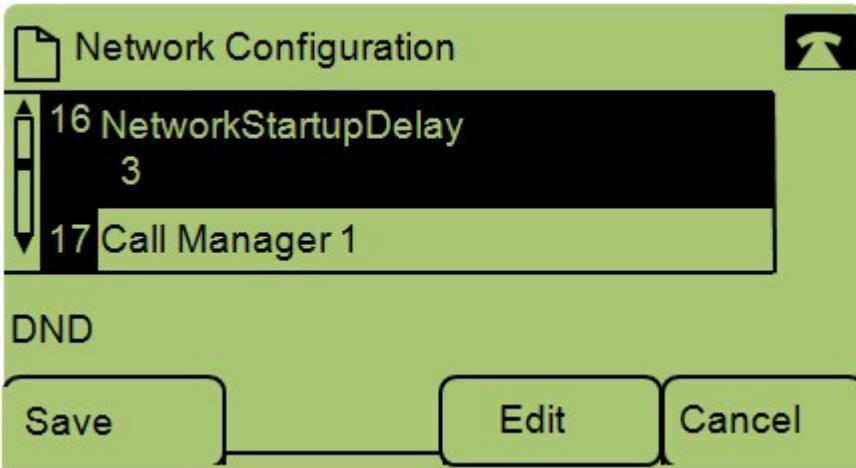 Network Configuration
16 NetworkStartupDelay
3
17 Call Manager 1
DND
Save Edit Cancel